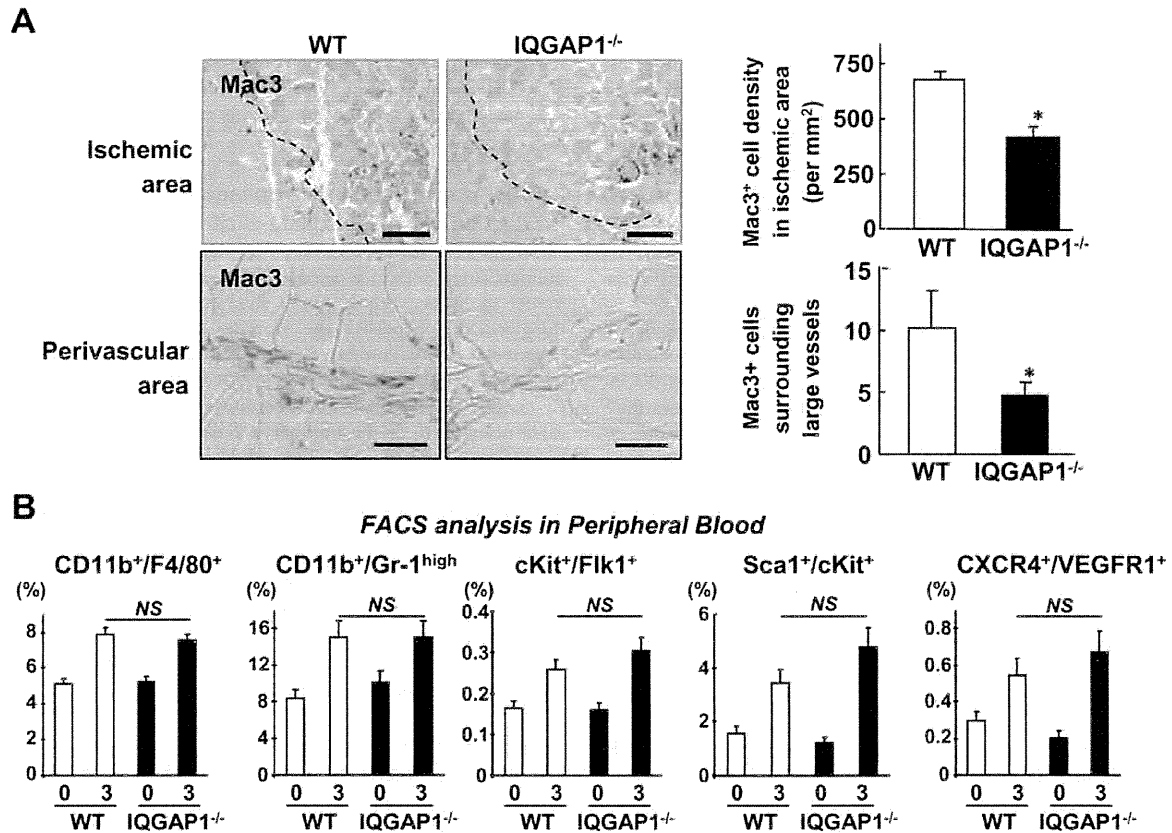 A
WT
IQGAP1-/-
Mac3
Ischemic
area
Mac3
Perivascular
area
Mac3+ cell density
in ischemic area
(per mm2)
750
500
250
0
*
WT
IQGAP1-/-
Mac3+ cells
surrounding
large vessels
15
10
5
0
*
WT
IQGAP1-/-
B
FACS analysis in Peripheral Blood
CD11b+/F4/80+
(%)
8
6
4
2
0
NS
0 3 0 3
WT IQGAP1-/-
CD11b+/Gr-1high
(%)
16
12
8
4
0
NS
0 3 0 3
WT IQGAP1-/-
cKit+/Flk1+
(%)
0.4
0.3
0.2
0.1
0
NS
0 3 0 3
WT IQGAP1-/-
Sca1+/cKit+
(%)
6
4
2
0
NS
0 3 0 3
WT IQGAP1-/-
CXCR4+/VEGFR1+
(%)
0.8
0.6
0.4
0.2
0
NS
0 3 0 3
WT IQGAP1-/-